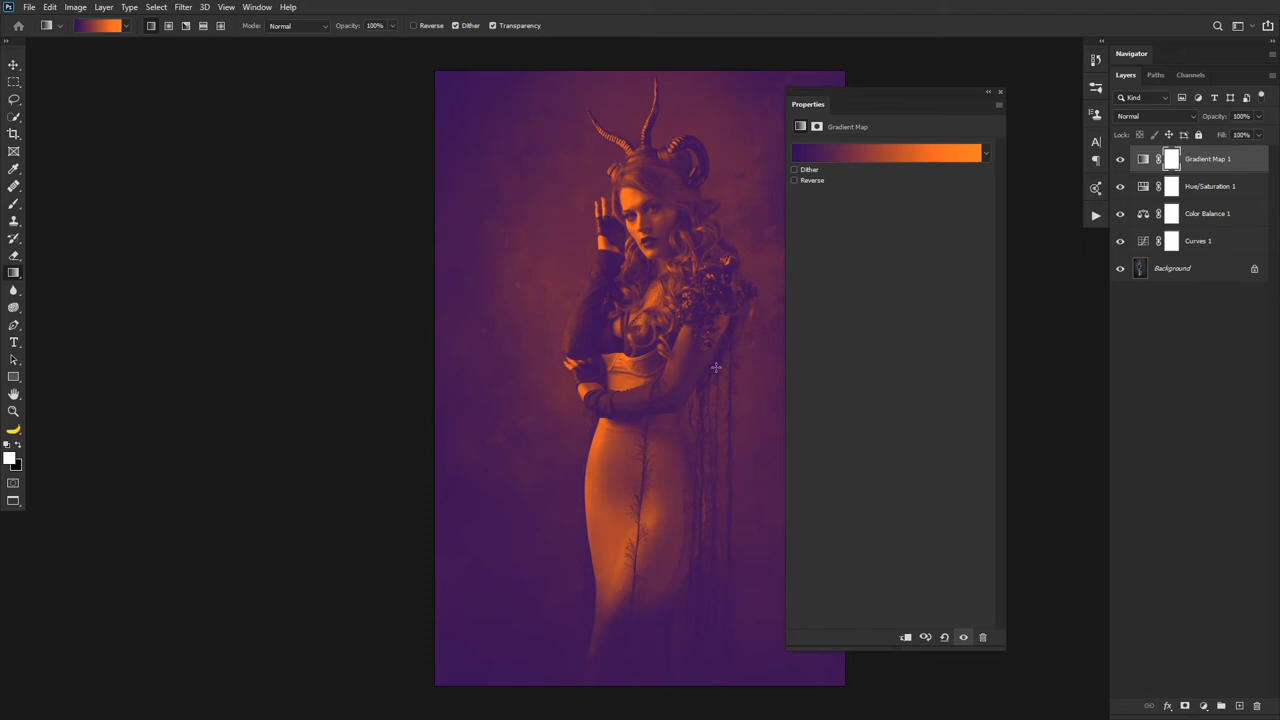 Ps File Edit Image Layer Type Select Filter 3D View Window Help
Mode: Normal Opacity: 100% Reverse Dither Transparency
Navigator
Layers Paths Channels
Kind
Normal Opacity: 100%
Lock: Fill: 100%
Gradient Map 1
Hue/Saturation 1
Color Balance 1
Curves 1
Background
Properties
Gradient Map
Dither
Reverse